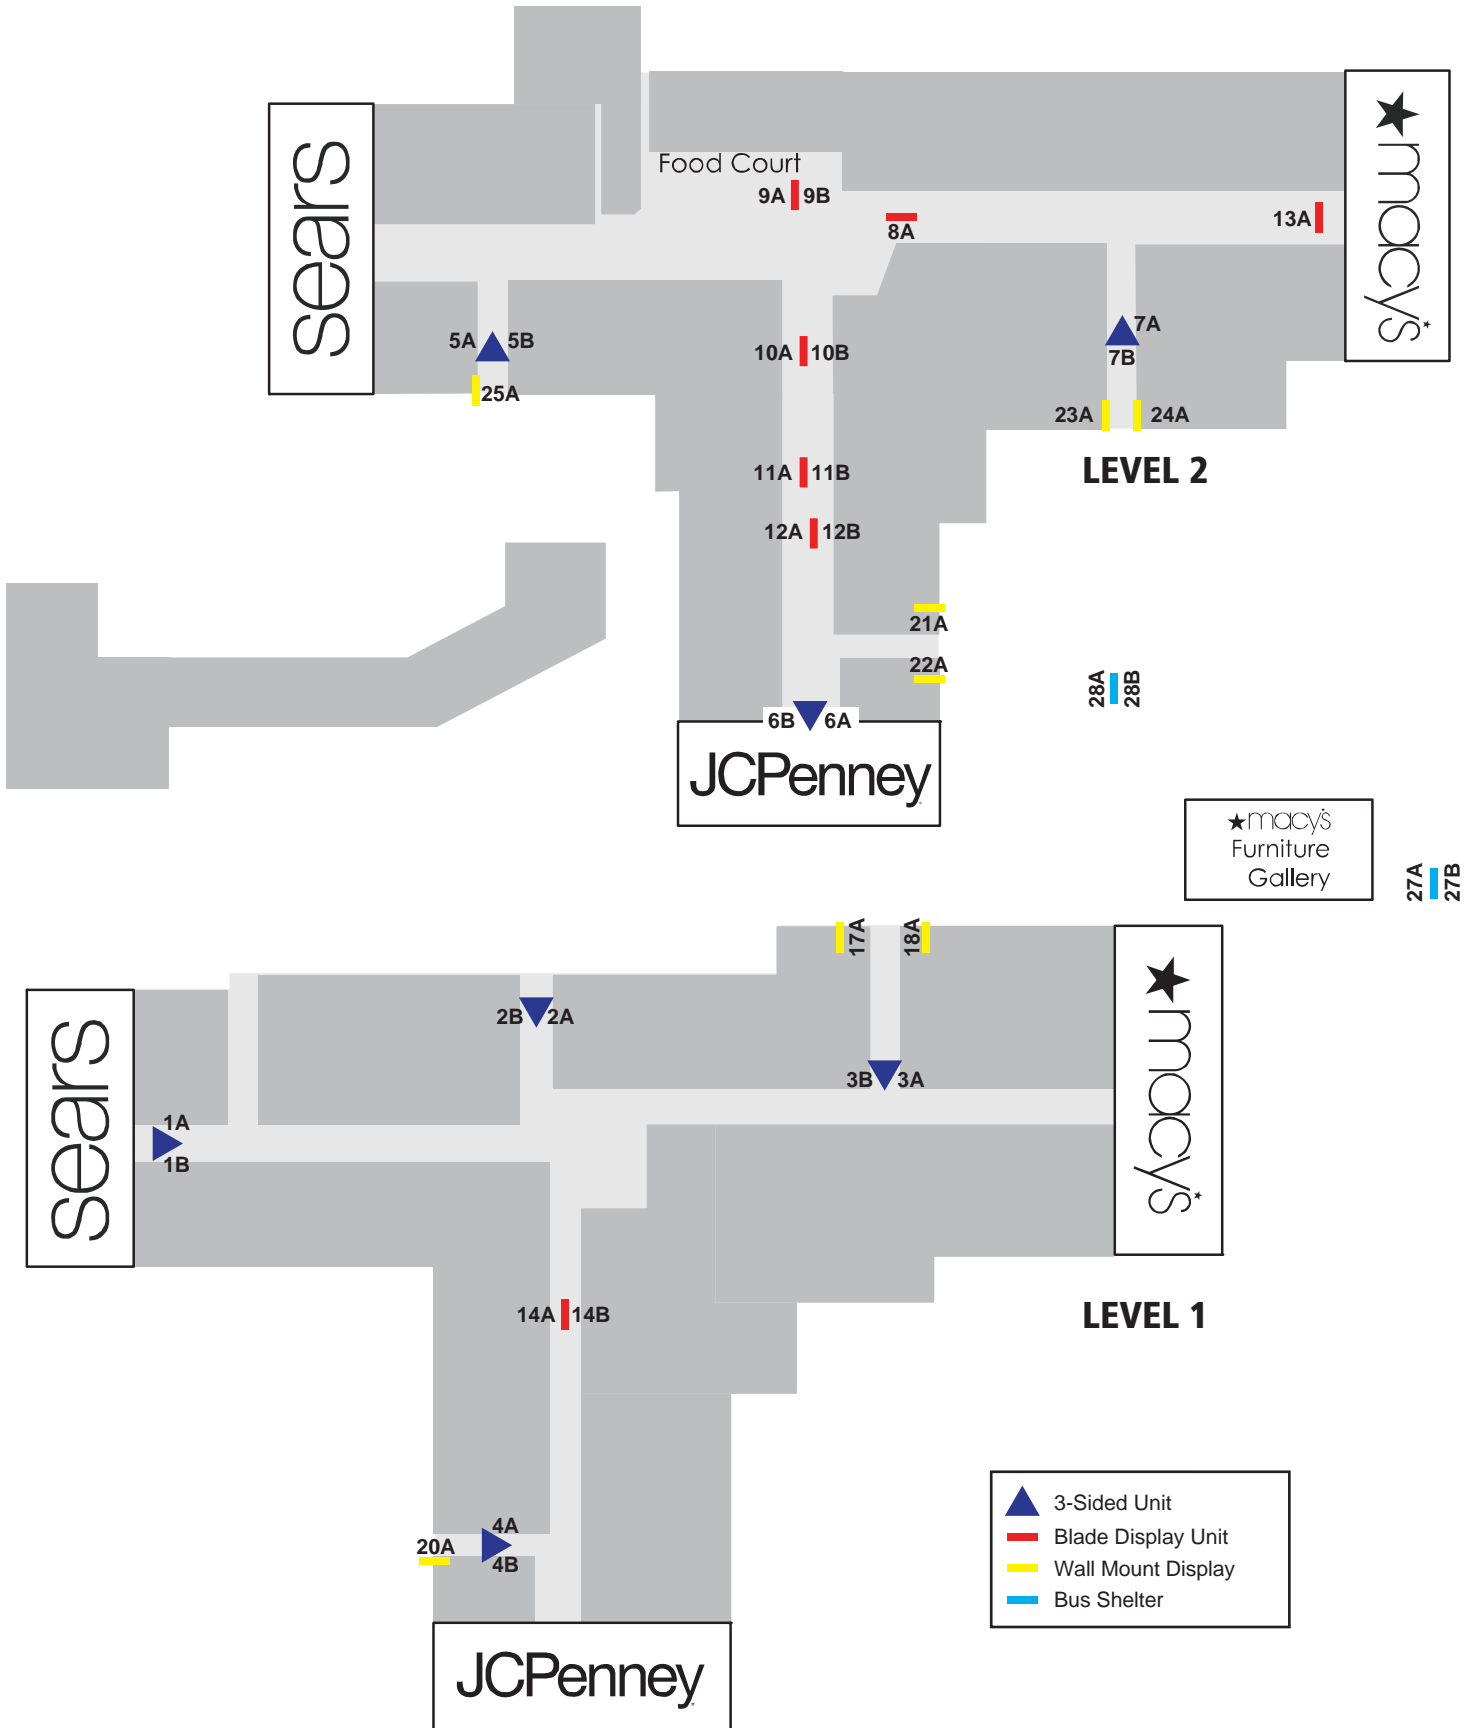 sears
Food Court
9A 9B
8A
13A
★macy's
5A 5B
25A
10A 10B
7A
7B
23A 24A
LEVEL 2
11A 11B
12A 12B
21A
22A
28A
28B
6B 6A
JCPenney
★macy's
Furniture
Gallery
27A
27B
17A 18A
sears
2B 2A
3B 3A
1A
1B
★macy's
14A 14B
LEVEL 1
4A
20A
4B
3-Sided Unit
Blade Display Unit
Wall Mount Display
Bus Shelter
JCPenney